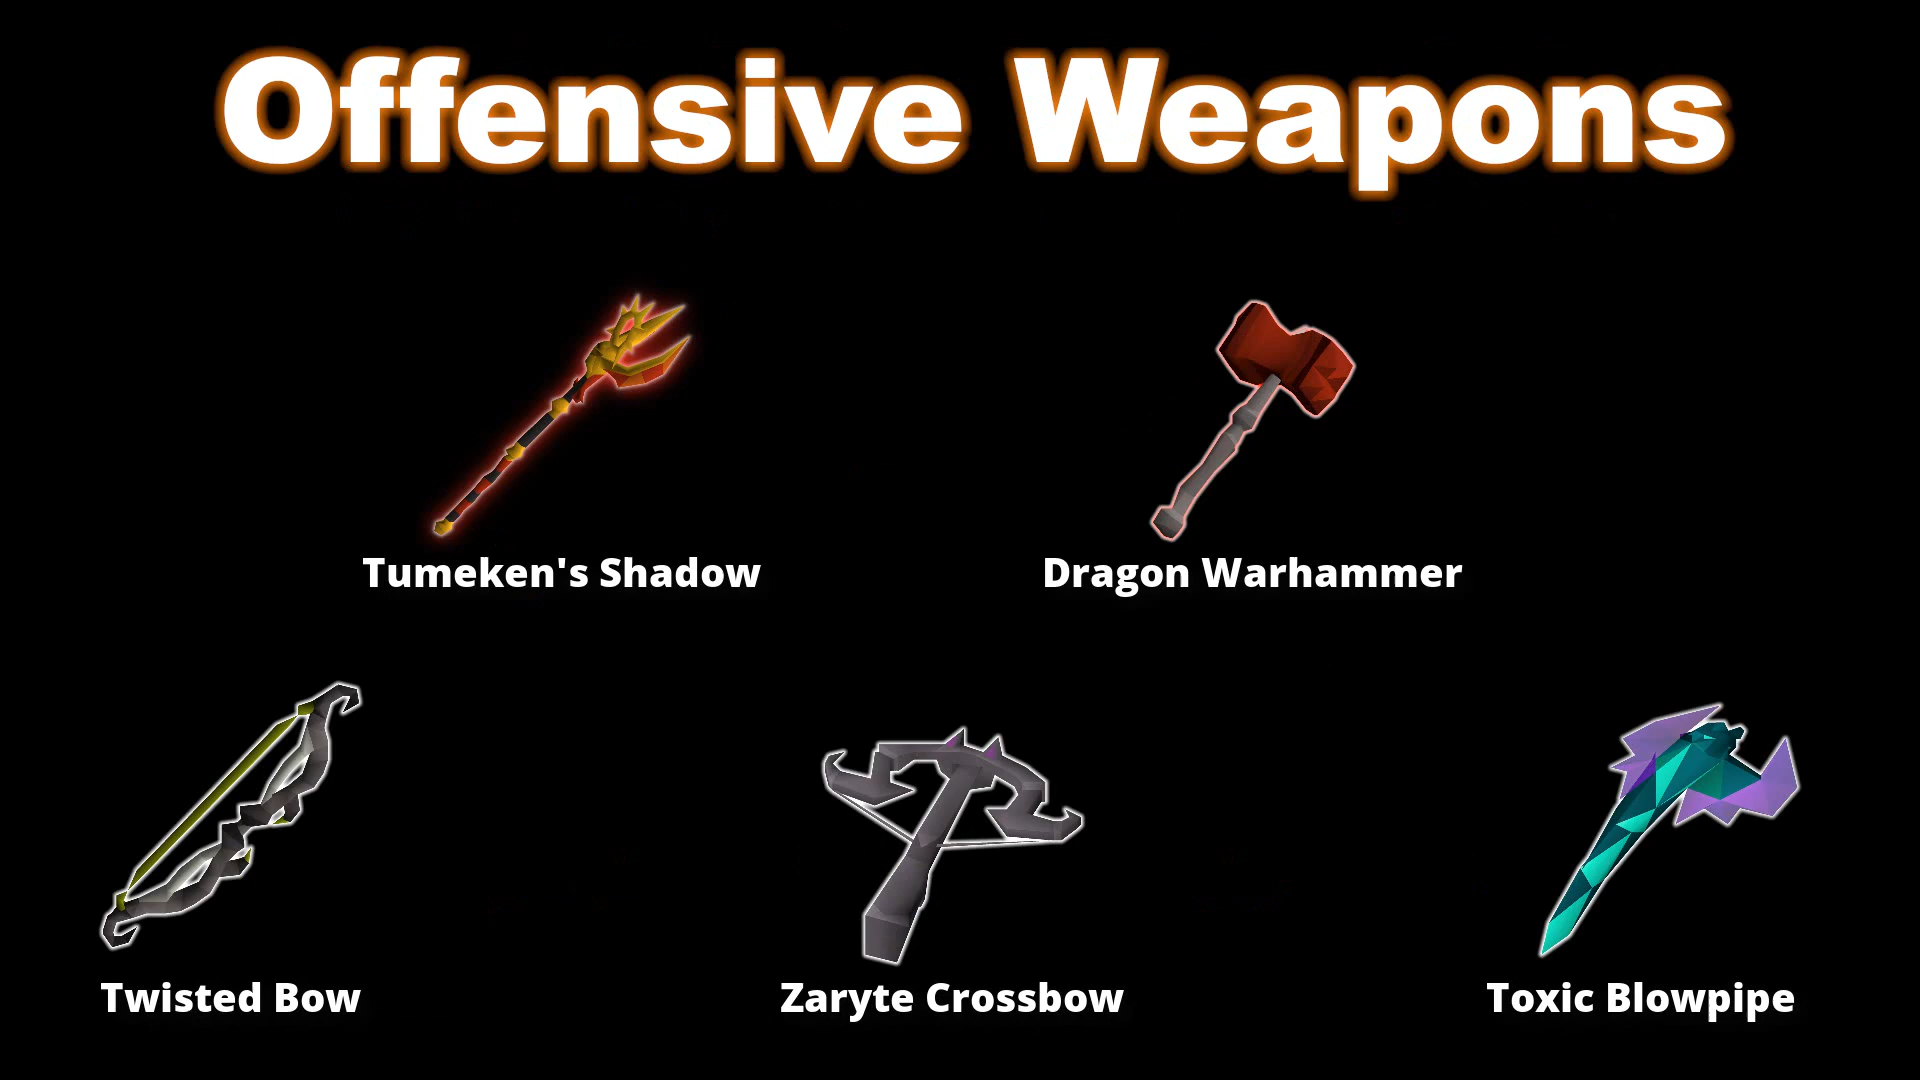 Offensive Weapons
Tumeken's Shadow
Dragon Warhammer
Twisted Bow
Zaryte Crossbow
Toxic Blowpipe